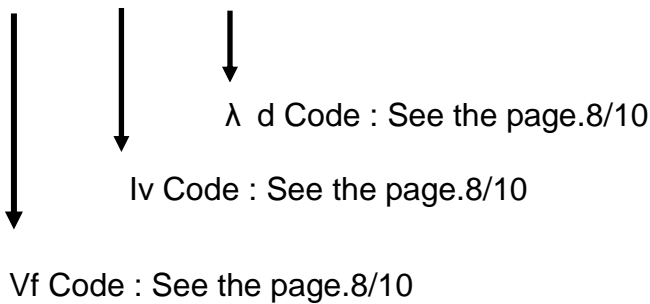 λ d Code : See the page.8/10
Iv Code : See the page.8/10
Vf Code : See the page.8/10